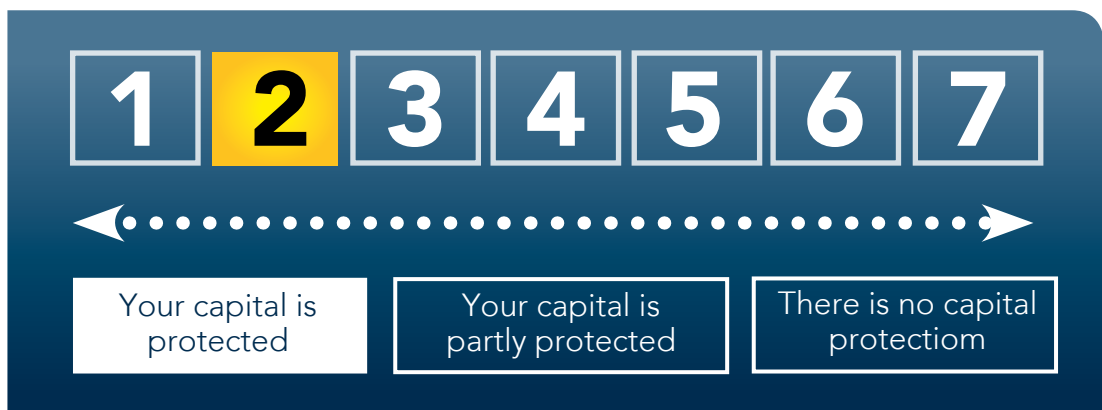 1 2 3 4 5 6 7
Your capital is
protected
Your capital is
partly protected
There is no capital
protectiom